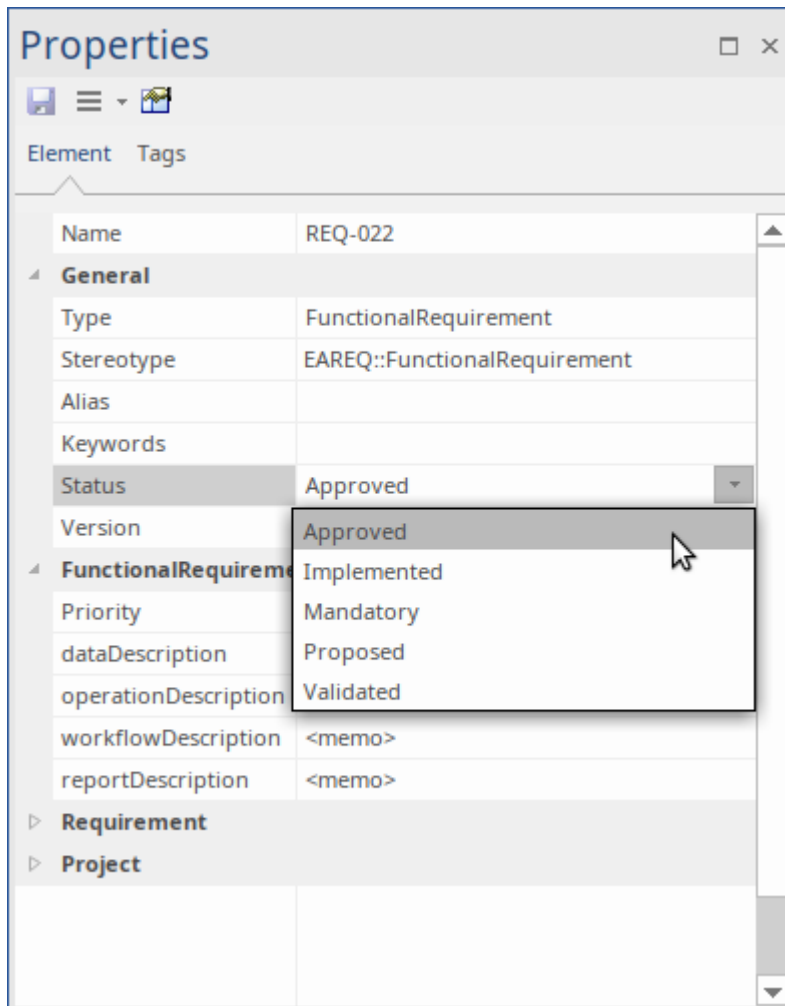 Properties
Element Tags
Name REQ-022
General
Type FunctionalRequirement
Stereotype EAREQ::FunctionalRequirement
Alias
Keywords
Status Approved
Version Approved
Implemented
FunctionalRequireme
Priority Mandatory
dataDescription Proposed
operationDescription Validated
workflowDescription <memo>
reportDescription <memo>
Requirement
Project